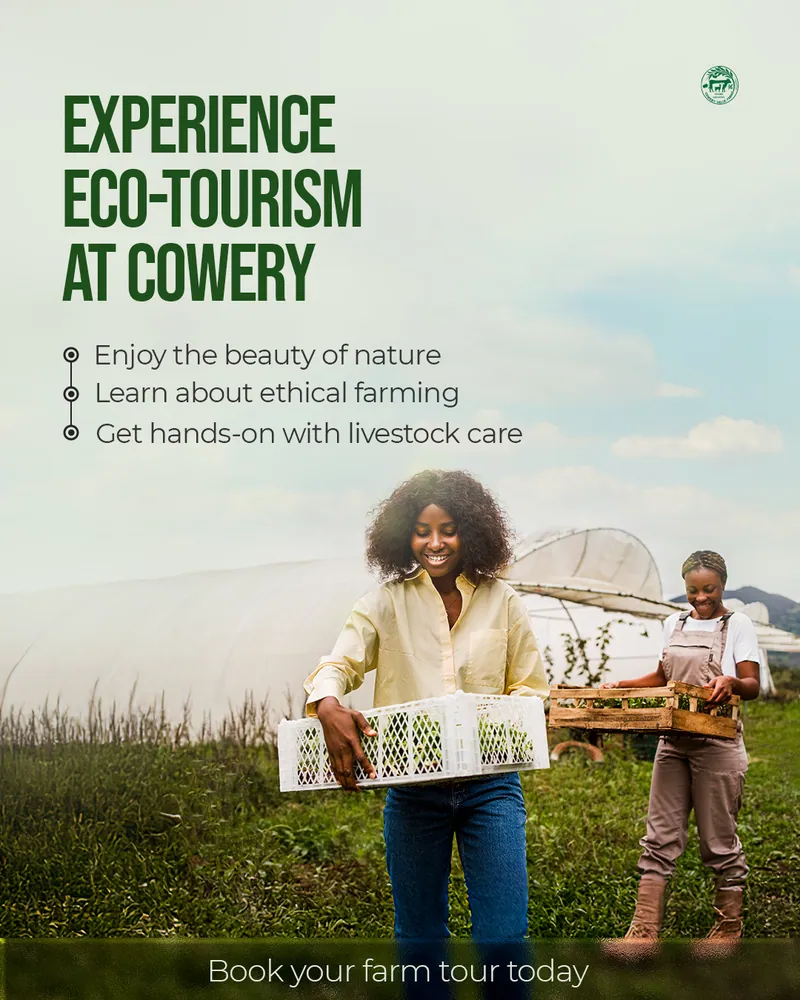 EXPERIENCE
ECO-TOURISM
AT COWERY
Enjoy the beauty of nature
Learn about ethical farming
Get hands-on with livestock care
Book your farm tour today